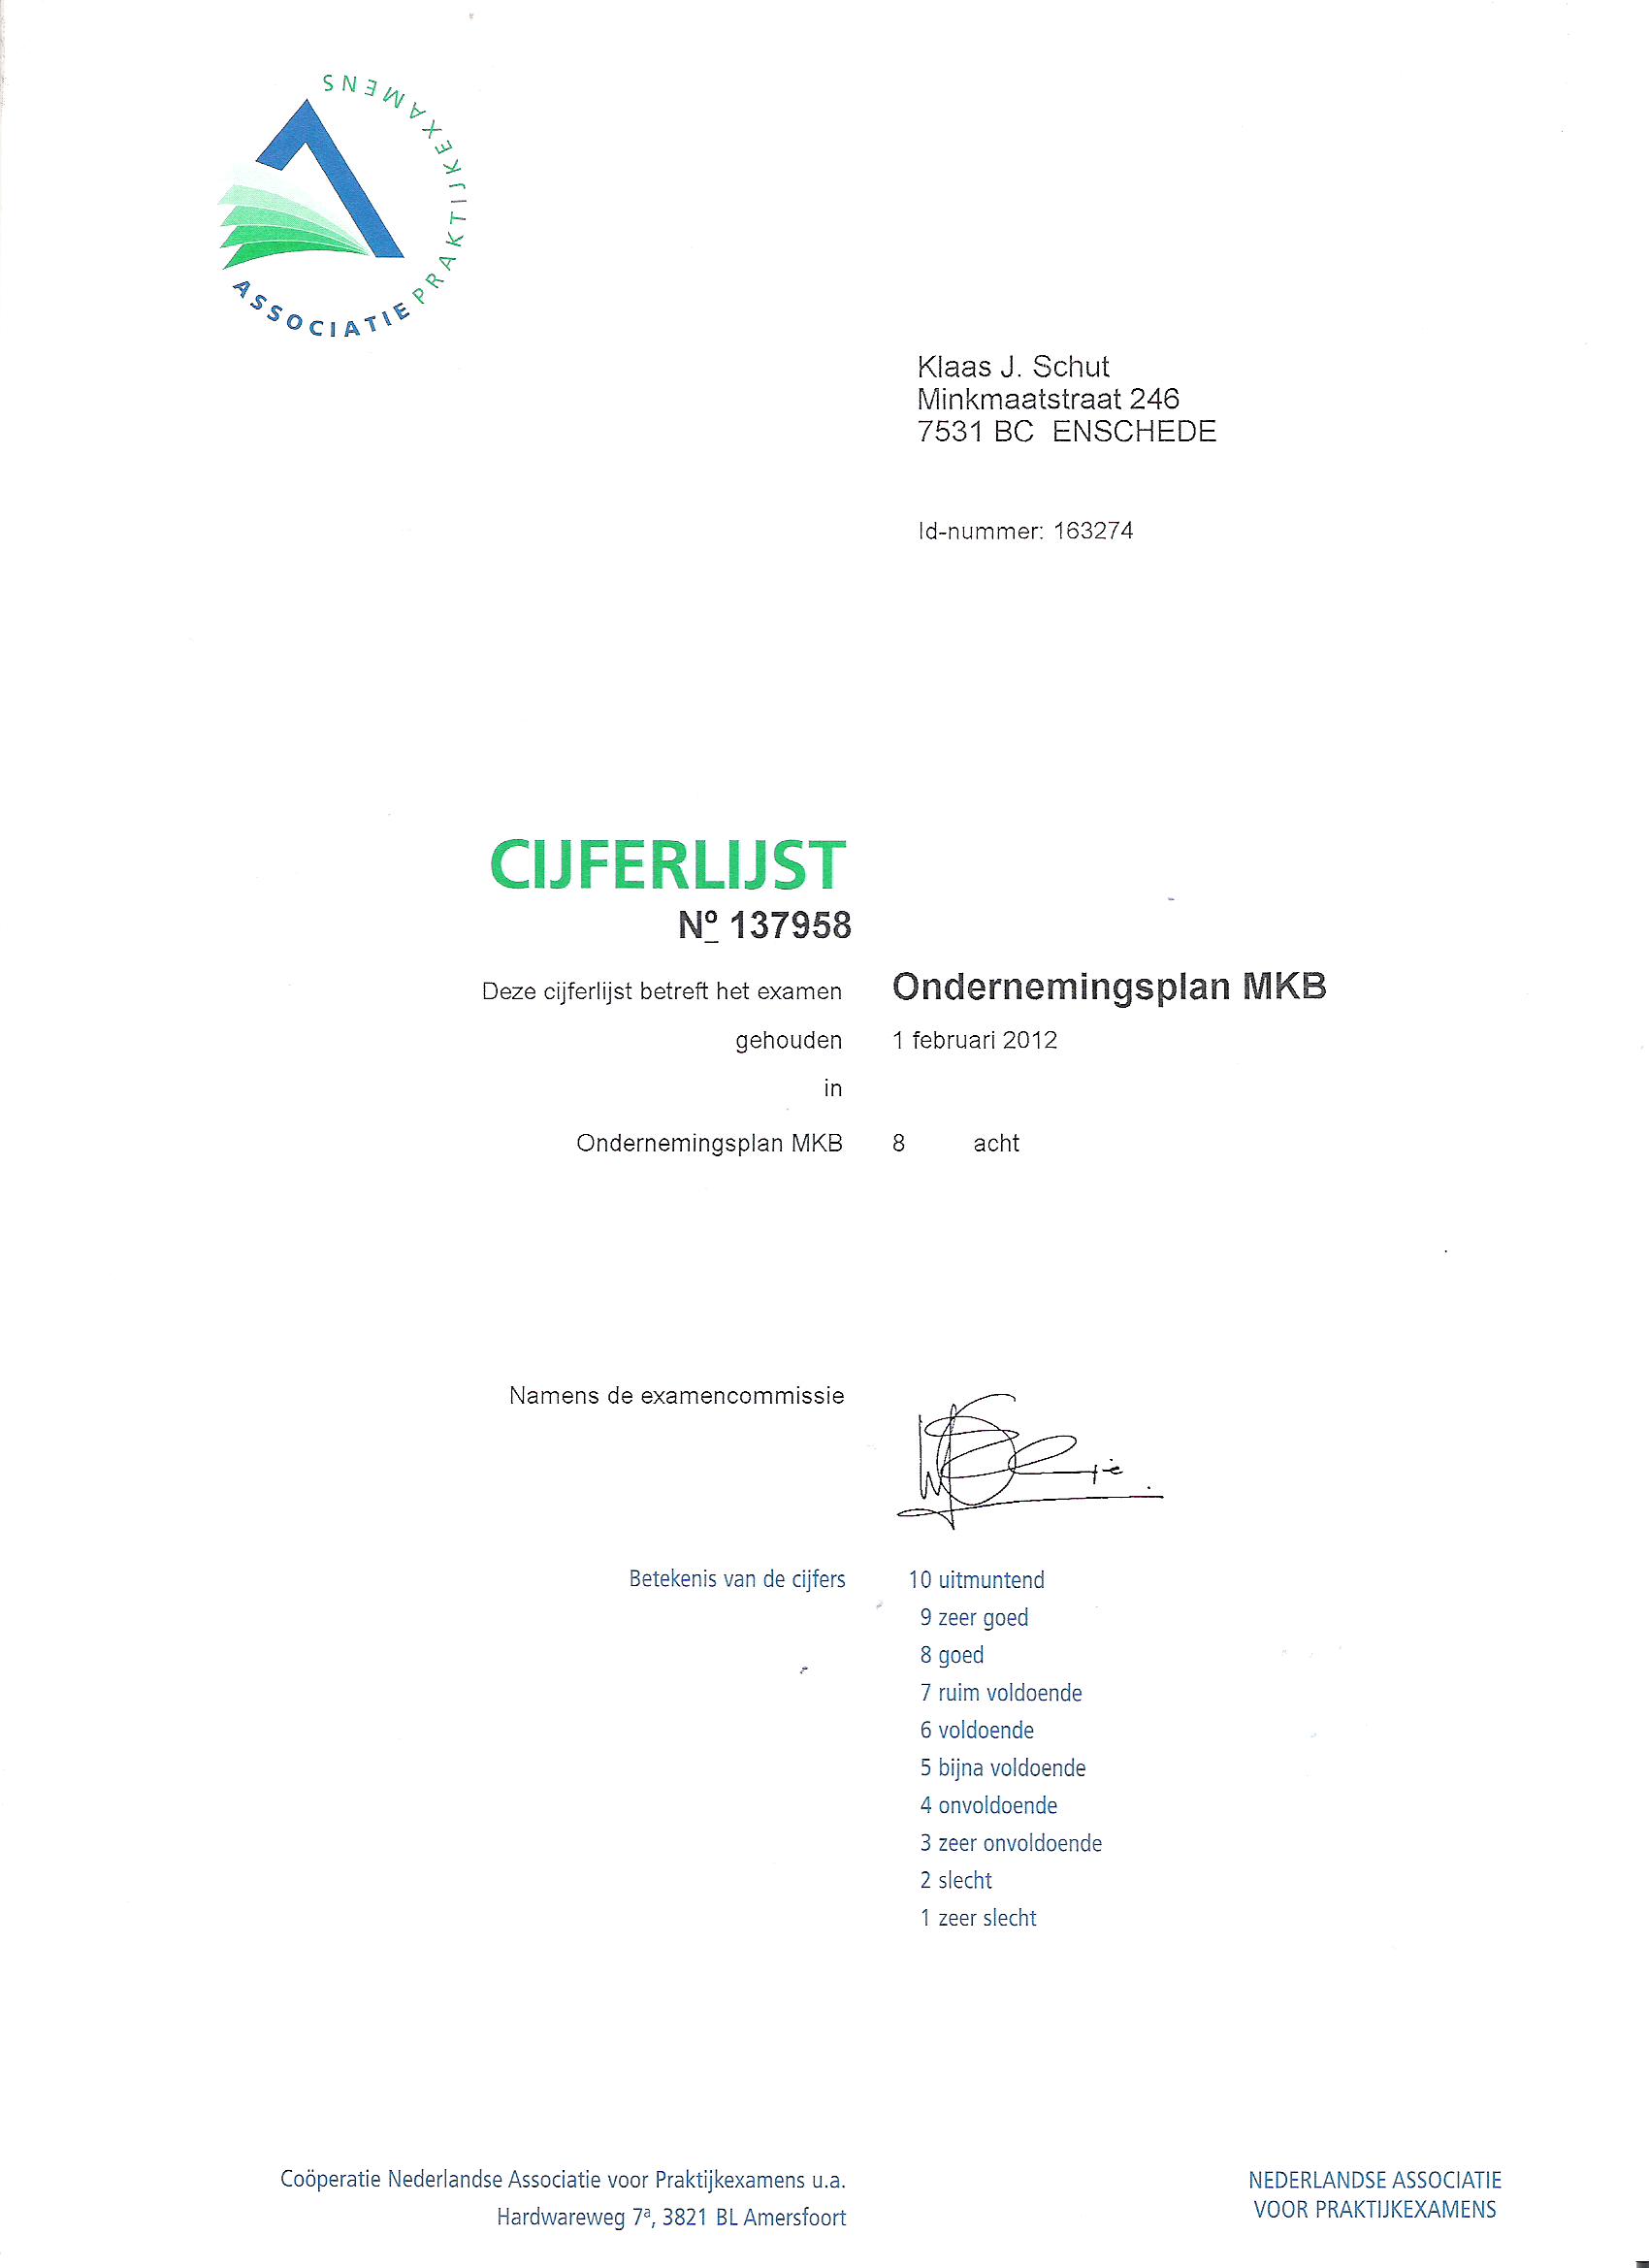 ASSOCIATIE PRAKTIJKEXAMENS
Klaas J. Schut
Minkmaatstraat 246
7531 BC ENSCHEDE
Id-nummer: 163274
CIJFERLIJST
Nº 137958
Deze cijferlijst betreft het examen Ondernemingsplan MKB
gehouden 1 februari 2012
in
Ondernemingsplan MKB 8 acht
Namens de examencommissie
Betekenis van de cijfers 10 uitmuntend
9 zeer goed
8 goed
7 ruim voldoende
6 voldoende
5 bijna voldoende
4 onvoldoende
3 zeer onvoldoende
2 slecht
1 zeer slecht
Coöperatie Nederlandse Associatie voor Praktijkexamens u.a.
Hardwareweg 7ª, 3821 BL Amersfoort
NEDERLANDSE ASSOCIATIE
VOOR PRAKTIJKEXAMENS